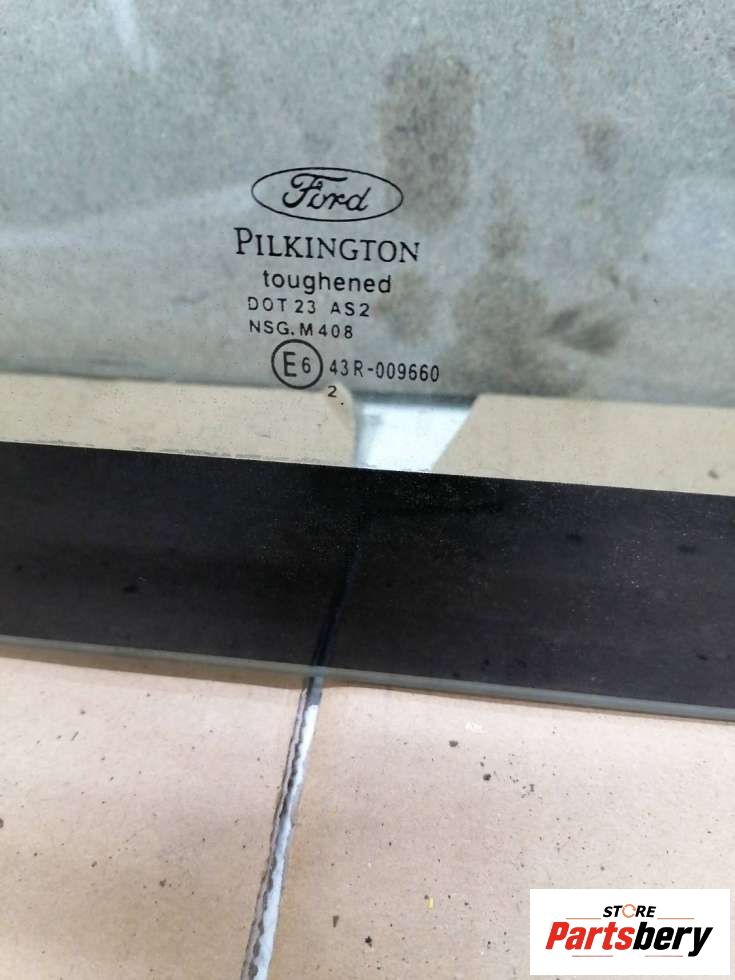 Ford
PILKINGTON
toughened
DOT 23 AS2
NSG. M408
E6 43R-009660
2.
STORE
Partsbery